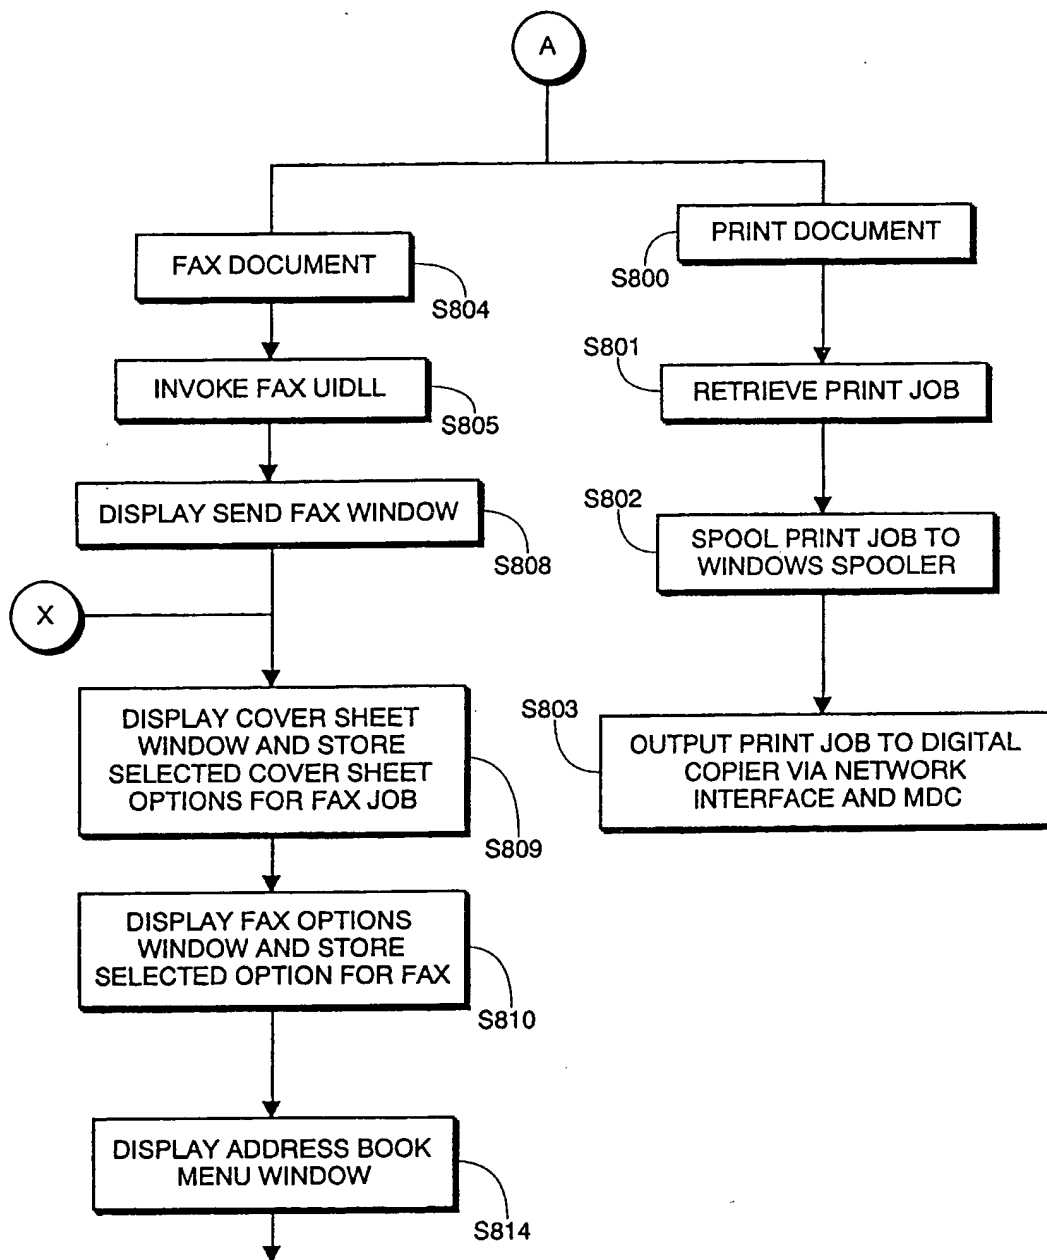 A
FAX DOCUMENT
S804
INVOKE FAX UIDLL
S805
DISPLAY SEND FAX WINDOW
S808
X
DISPLAY COVER SHEET
WINDOW AND STORE
SELECTED COVER SHEET
OPTIONS FOR FAX JOB
S809
DISPLAY FAX OPTIONS
WINDOW AND STORE
SELECTED OPTION FOR FAX
S810
DISPLAY ADDRESS BOOK
MENU WINDOW
S814
PRINT DOCUMENT
S800
S801
RETRIEVE PRINT JOB
S802
SPOOL PRINT JOB TO
WINDOWS SPOOLER
S803
OUTPUT PRINT JOB TO DIGITAL
COPIER VIA NETWORK
INTERFACE AND MDC